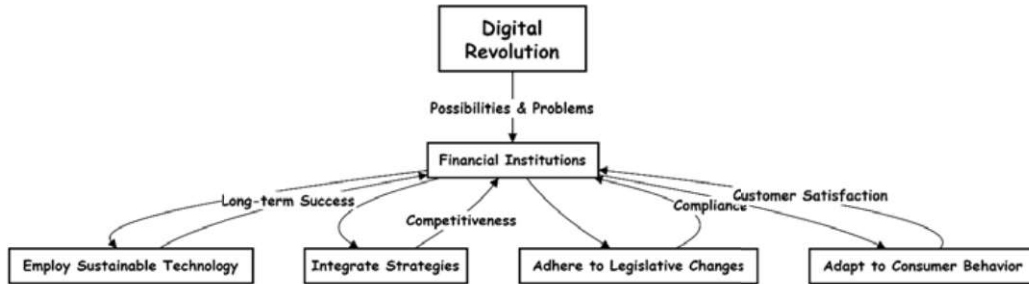 Digital
Revolution
Possibilities & Problems
Financial Institutions
Long-term Success
Customer Satisfaction
Compliance
Competitiveness
Employ Sustainable Technology
Integrate Strategies
Adhere to Legislative Changes
Adapt to Consumer Behavior